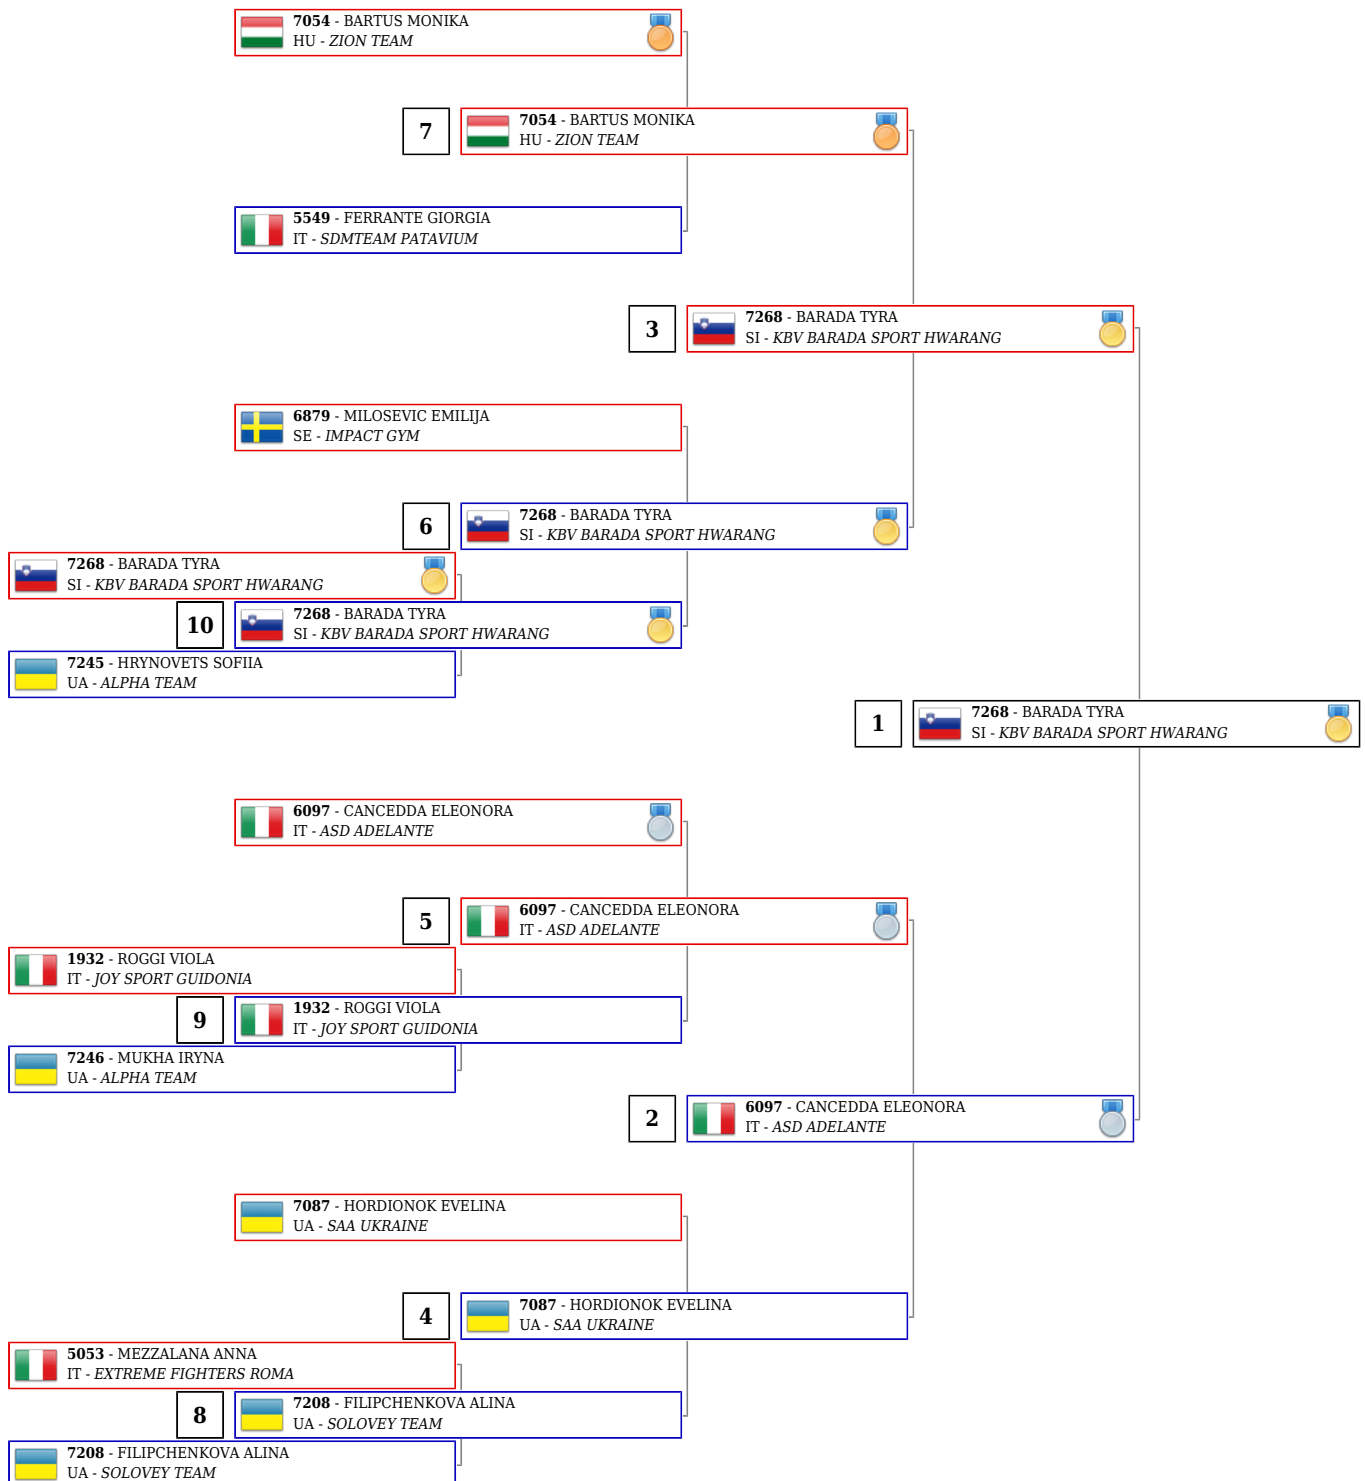 7054 - BARTUS MONIKA
HU - ZION TEAM
7
7054 - BARTUS MONIKA
HU - ZION TEAM
5549 - FERRANTE GIORGIA
IT - SDMTEAM PATAVIUM
3
7268 - BARADA TYRA
SI - KBV BARADA SPORT HWARANG
6879 - MILOSEVIC EMILIJA
SE - IMPACT GYM
6
7268 - BARADA TYRA
SI - KBV BARADA SPORT HWARANG
7268 - BARADA TYRA
SI - KBV BARADA SPORT HWARANG
10
7268 - BARADA TYRA
SI - KBV BARADA SPORT HWARANG
7245 - HRYNOVETS SOFIIA
UA - ALPHA TEAM
1
7268 - BARADA TYRA
SI - KBV BARADA SPORT HWARANG
6097 - CANCEDDA ELEONORA
IT - ASD ADELANTE
5
6097 - CANCEDDA ELEONORA
IT - ASD ADELANTE
1932 - ROGGI VIOLA
IT - JOY SPORT GUIDONIA
9
1932 - ROGGI VIOLA
IT - JOY SPORT GUIDONIA
7246 - MUKHA IRYNA
UA - ALPHA TEAM
2
6097 - CANCEDDA ELEONORA
IT - ASD ADELANTE
7087 - HORDIONOK EVELINA
UA - SAA UKRAINE
4
7087 - HORDIONOK EVELINA
UA - SAA UKRAINE
5053 - MEZZALANA ANNA
IT - EXTREME FIGHTERS ROMA
8
7208 - FILIPCHENKOVA ALINA
UA - SOLOVEY TEAM
7208 - FILIPCHENKOVA ALINA
UA - SOLOVEY TEAM